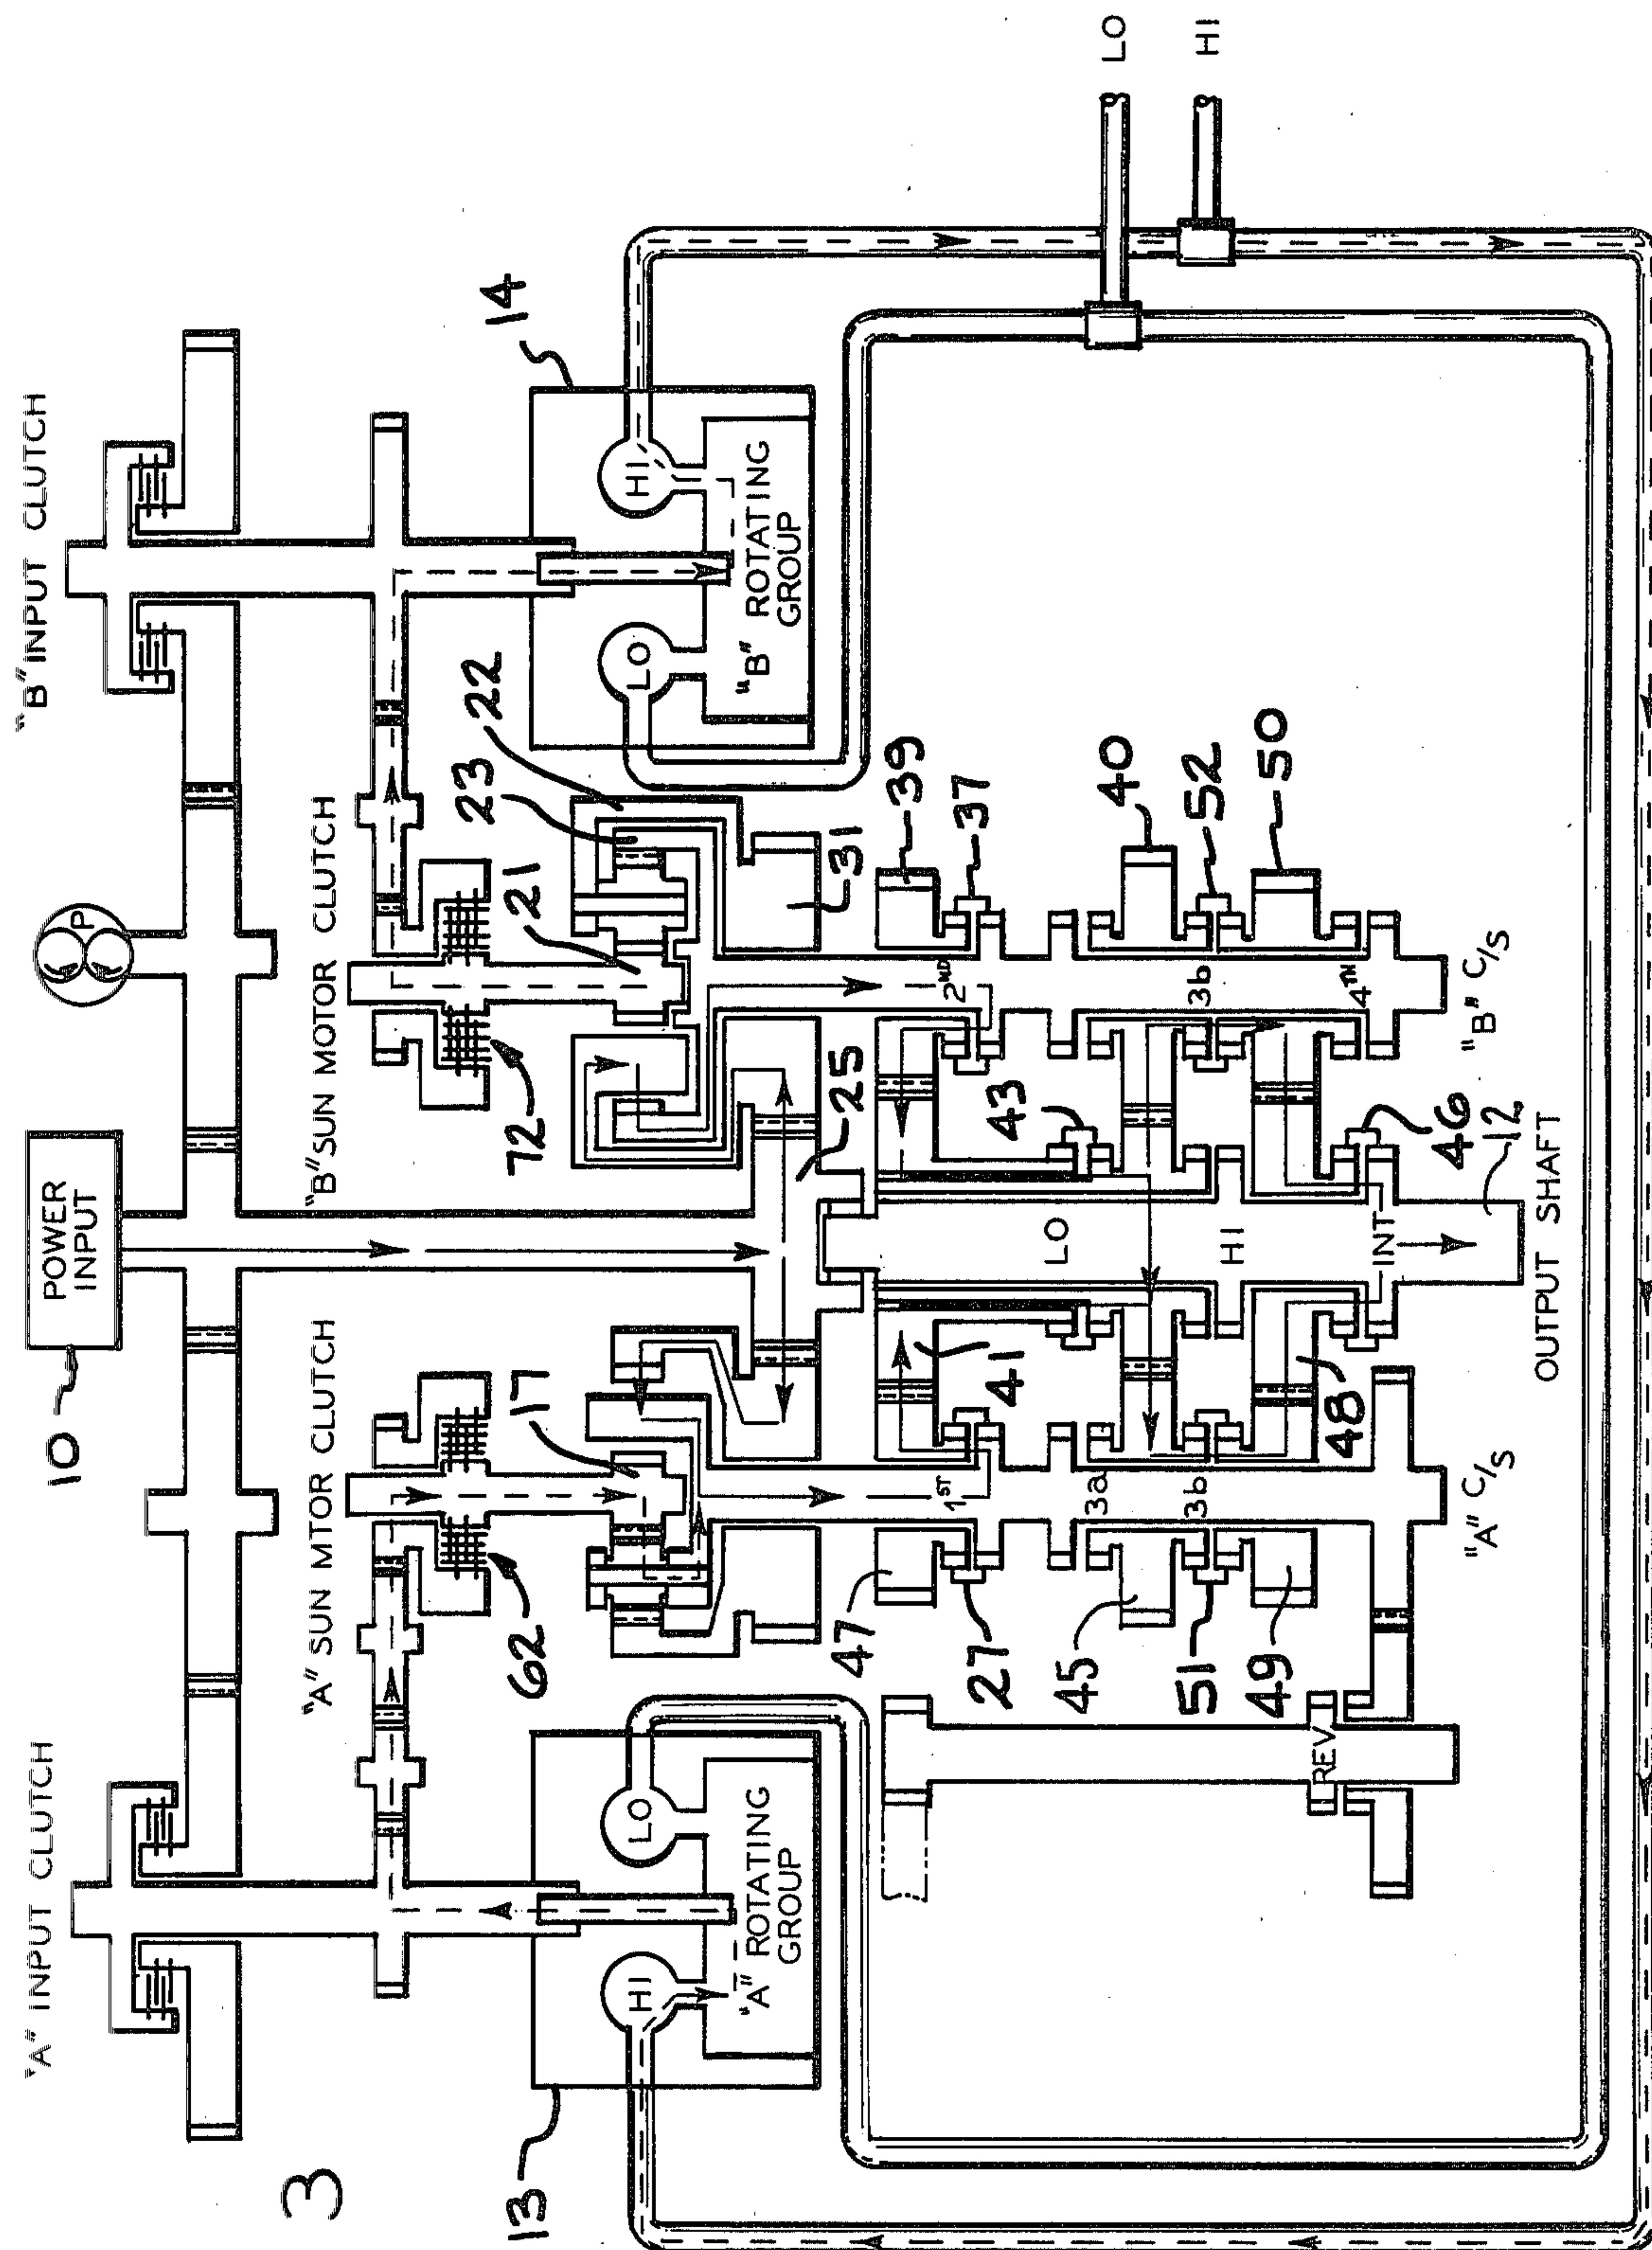 3
"A" INPUT CLUTCH
10
POWER
INPUT
P
"B" INPUT CLUTCH
"A" SUN MTOR CLUTCH
"B" SUN MOTOR CLUTCH
62
72
17
21
23
22
13
14
HI
LO
"A" ROTATING
GROUP
LO
HI
"B" ROTATING
GROUP
31
25
47
41
39
1ST
2ND
27
37
43
45
3a
LO
40
51
3b
HI
3b
52
49
48
50
REV
INT
4TH
46
12
"A" C/S
"B" C/S
OUTPUT SHAFT
LO
HI